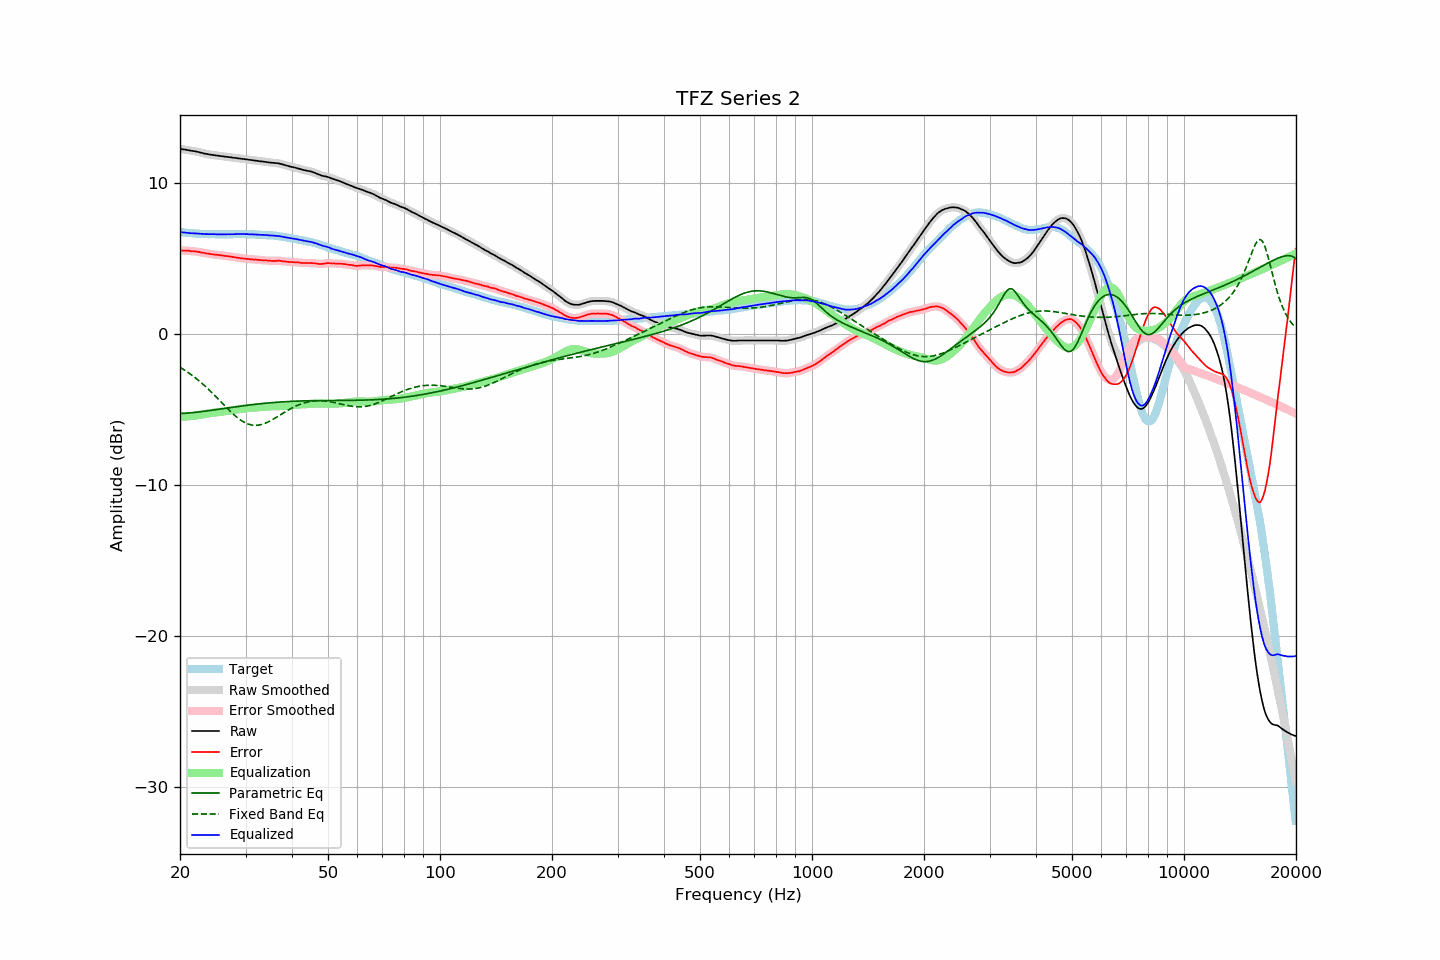 TFZ Series 2
Amplitude (dBr)
10
0
−10
−20
−30
Target
Raw Smoothed
Error Smoothed
Raw
Error
Equalization
Parametric Eq
Fixed Band Eq
Equalized
20 50 100 200 500 1000 2000 5000 10000 20000
Frequency (Hz)